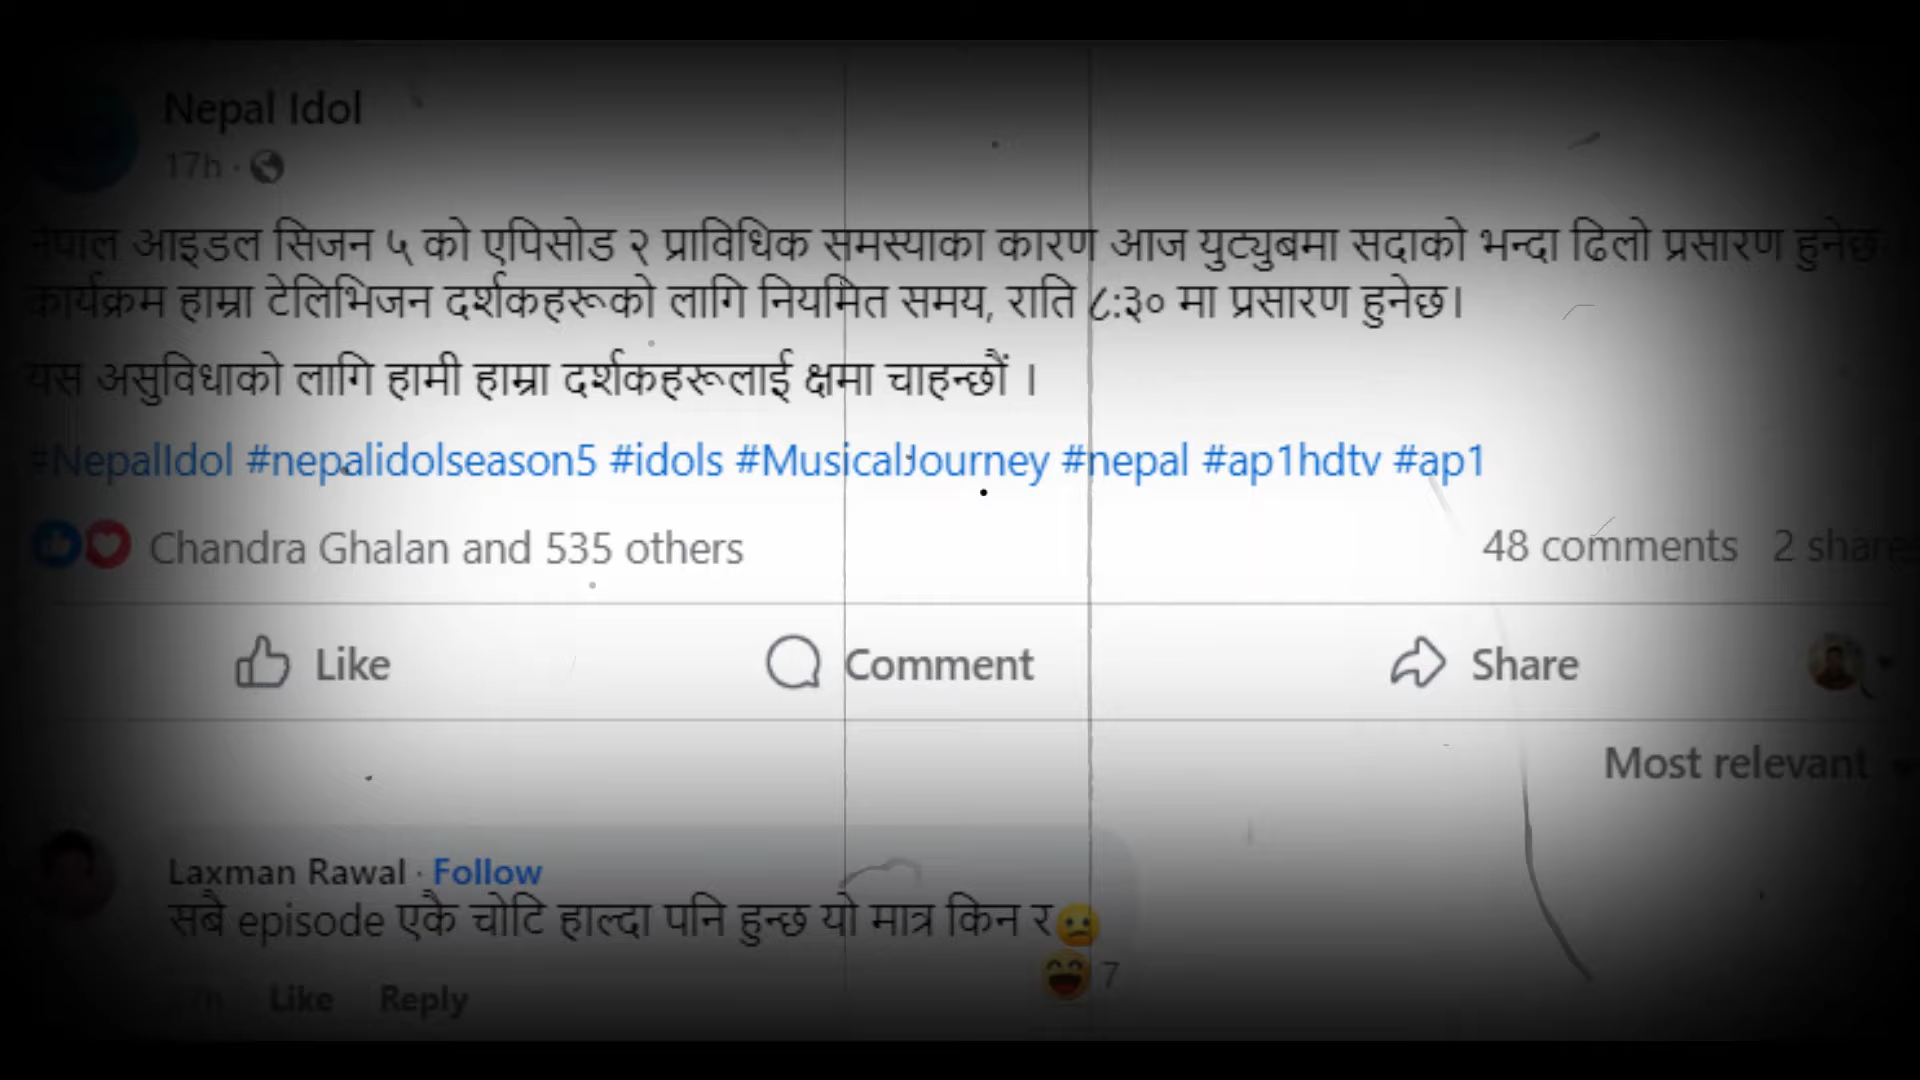 Nepal Idol
17h ·
नेपाल आइडल सिजन ५ को एपिसोड २ प्राविधिक समस्याका कारण आज युट्युबमा सदाको भन्दा ढिलो प्रसारण हुनेछ
कार्यक्रम हाम्रा टेलिभिजन दर्शकहरूको लागि नियमित समय, राति ८:३० मा प्रसारण हुनेछ।
यस असुविधाको लागि हामी हाम्रा दर्शकहरूलाई क्षमा चाहन्छौं ।
#NepalIdol #nepalidolseason5 #idols #MusicalJourney #nepal #ap1hdtv #ap1
Chandra Ghalan and 535 others 48 comments 2 shares
Like Comment Share
Most relevant
Laxman Rawal · Follow
सबै episode एकै चोटि हाल्दा पनि हुन्छ यो मात्र किन र😐
😆 7
Like Reply